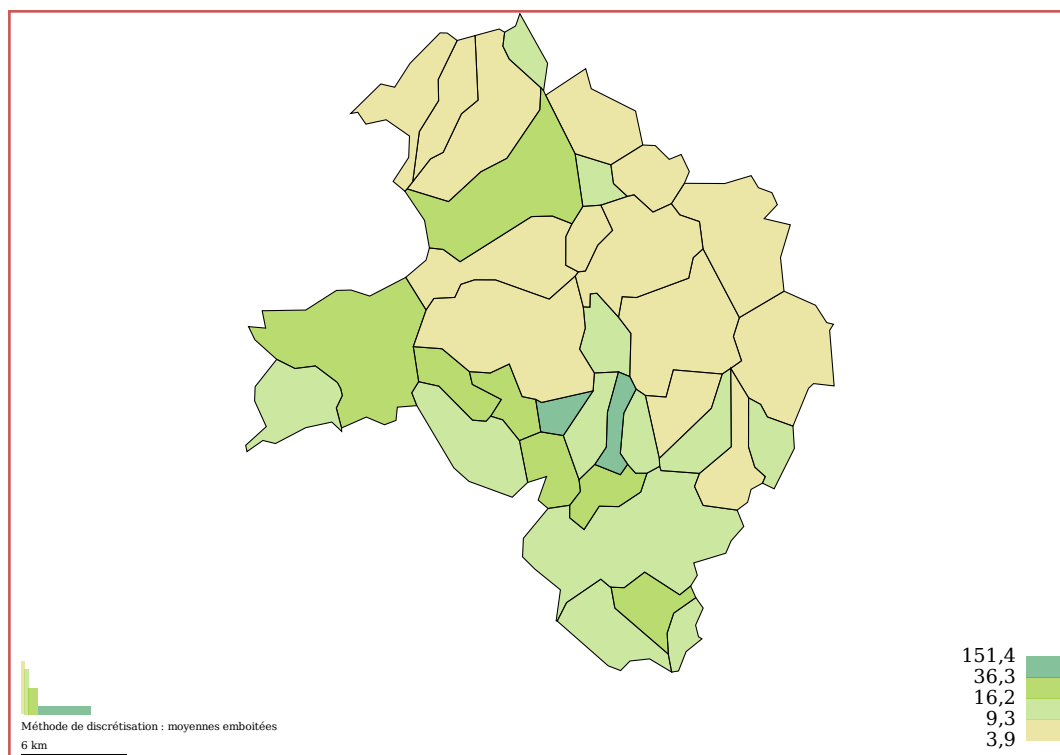 151,4
36,3
16,2
9,3
3,9
Méthode de discrétisation : moyennes emboitées
6 km